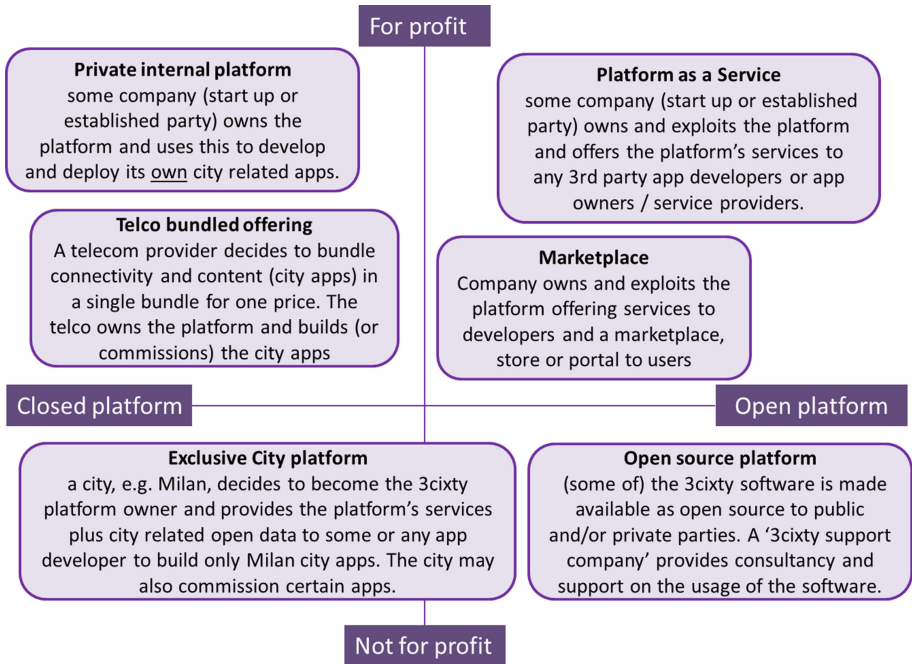 For profit
Private internal platform
some company (start up or
established party) owns the
platform and uses this to develop
and deploy its own city related apps.
Platform as a Service
some company (start up or established
party) owns and exploits the platform
and offers the platform's services to
any 3rd party app developers or app
owners / service providers.
Telco bundled offering
A telecom provider decides to bundle
connectivity and content (city apps) in
a single bundle for one price. The
telco owns the platform and builds (or
commissions) the city apps
Marketplace
Company owns and exploits the
platform offering services to
developers and a marketplace,
store or portal to users
Closed platform
Open platform
Exclusive City platform
a city, e.g. Milan, decides to become the 3cixty
platform owner and provides the platform's services
plus city related open data to some or any app
developer to build only Milan city apps. The city may
also commission certain apps.
Open source platform
(some of) the 3cixty software is made
available as open source to public
and/or private parties. A '3cixty support
company' provides consultancy and
support on the usage of the software.
Not for profit